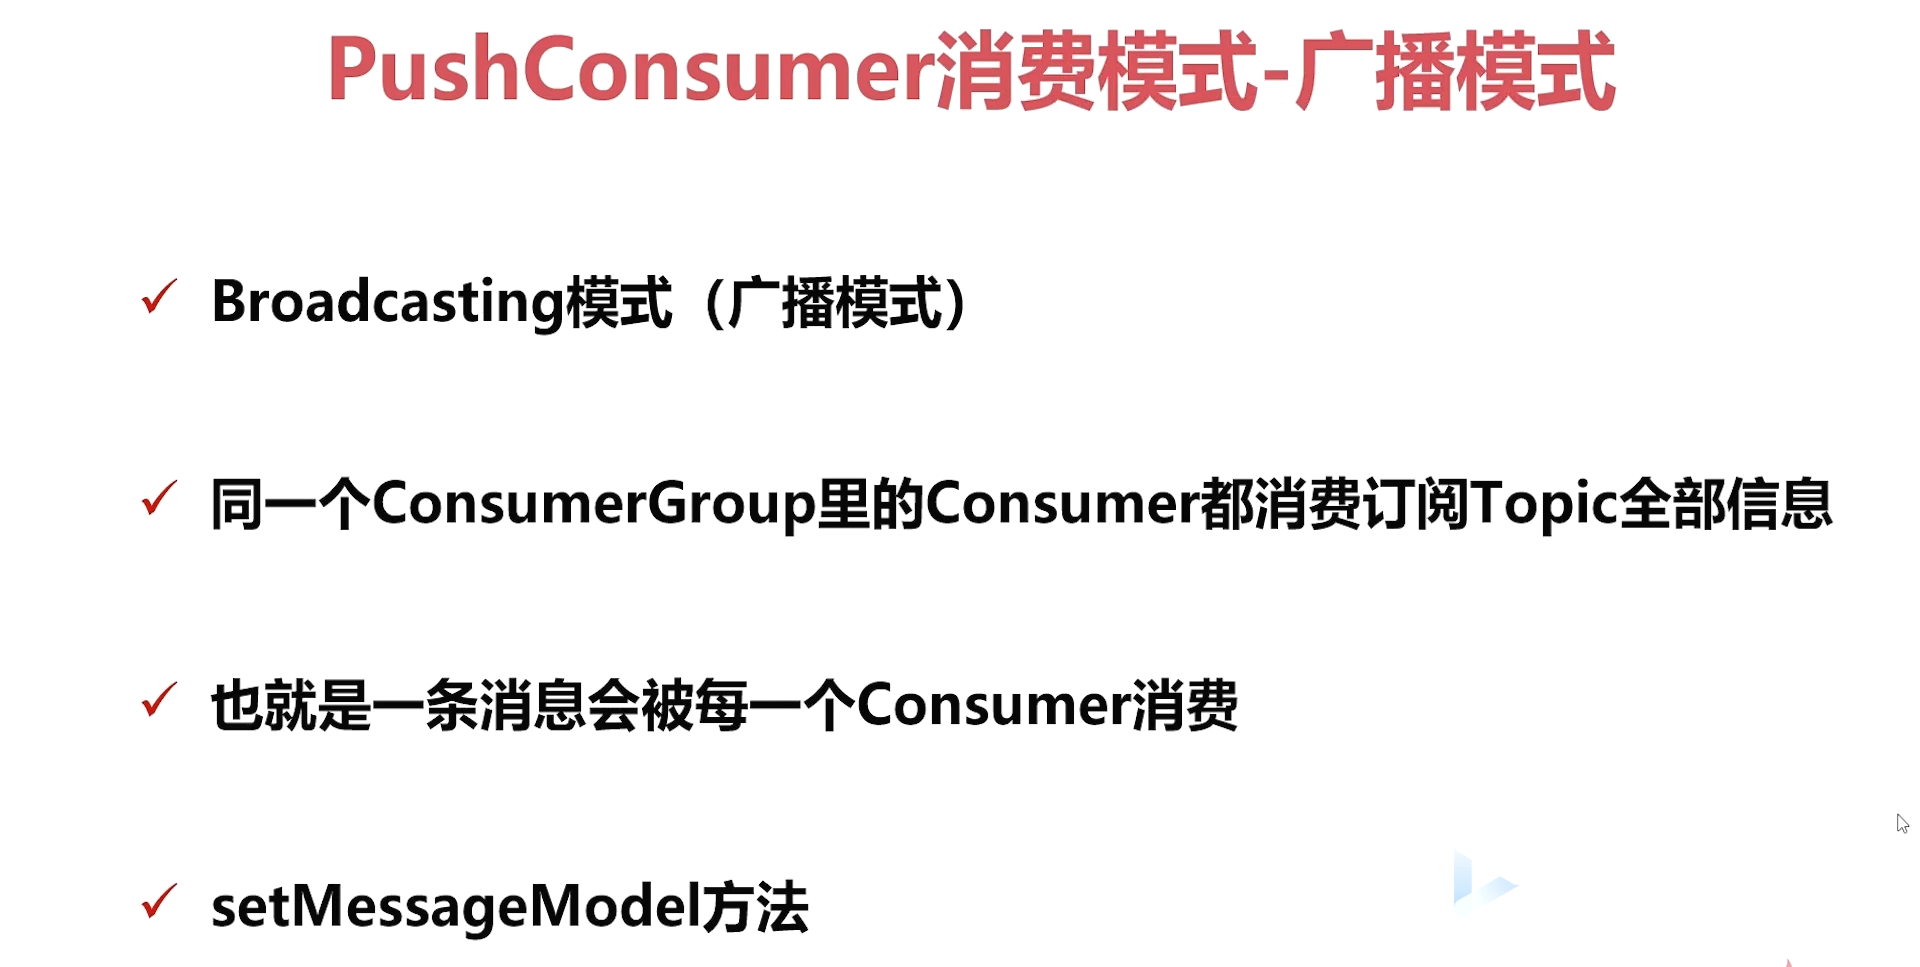 PushConsumer消费模式-广播模式
Broadcasting模式（广播模式）
同一个ConsumerGroup里的Consumer都消费订阅Topic全部信息
也就是一条消息会被每一个Consumer消费
setMessageModel方法